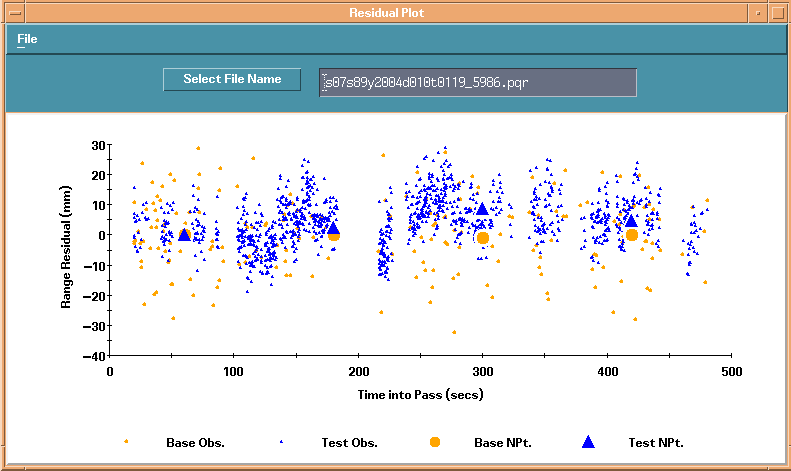 Residual Plot
File
Select File Name s07s89y2004d010t0119_5986.pqr
30
20
10
0
−10
−20
−30
−40
Range Residual (mm)
0 100 200 300 400 500
Time into Pass (secs)
Base Obs. Test Obs. Base NPt. Test NPt.